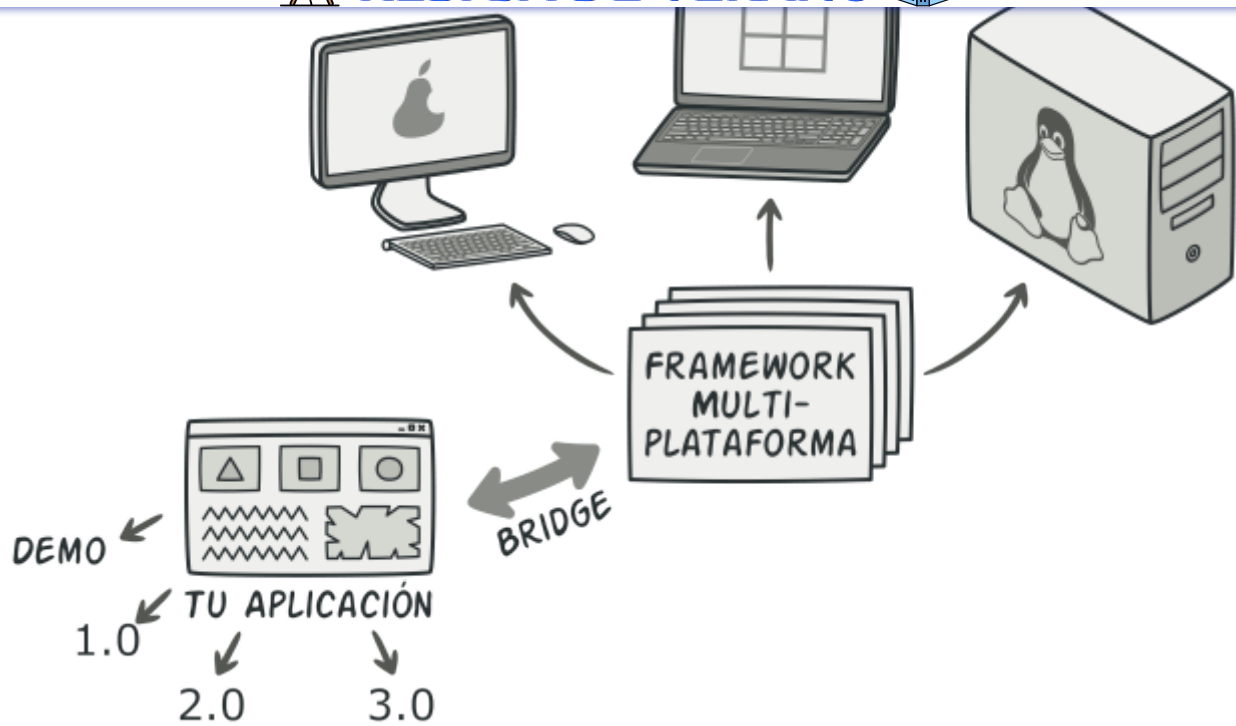 FRAMEWORK
MULTI-
PLATAFORMA
BRIDGE
DEMO
TU APLICACIÓN
1.0
2.0
3.0